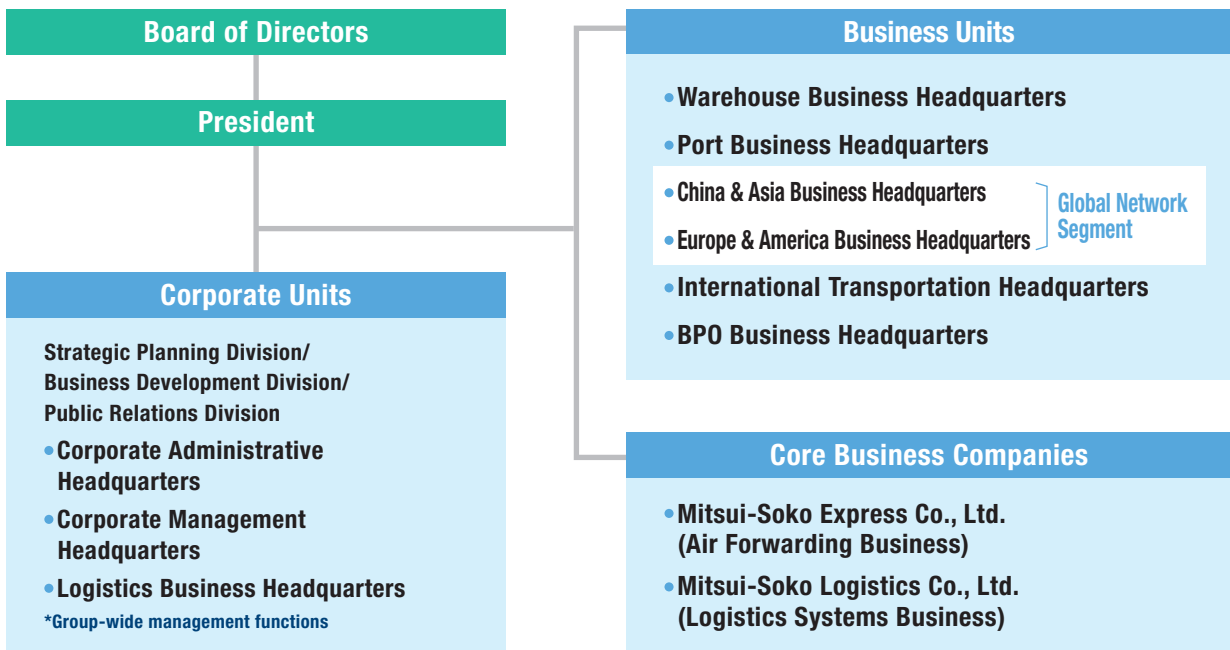 Board of Directors
President
Corporate Units
Strategic Planning Division/
Business Development Division/
Public Relations Division
•Corporate Administrative
Headquarters
•Corporate Management
Headquarters
•Logistics Business Headquarters
*Group-wide management functions
Business Units
•Warehouse Business Headquarters
•Port Business Headquarters
•China & Asia Business Headquarters
•Europe & America Business Headquarters
Global Network
Segment
•International Transportation Headquarters
•BPO Business Headquarters
Core Business Companies
•Mitsui-Soko Express Co., Ltd.
(Air Forwarding Business)
•Mitsui-Soko Logistics Co., Ltd.
(Logistics Systems Business)